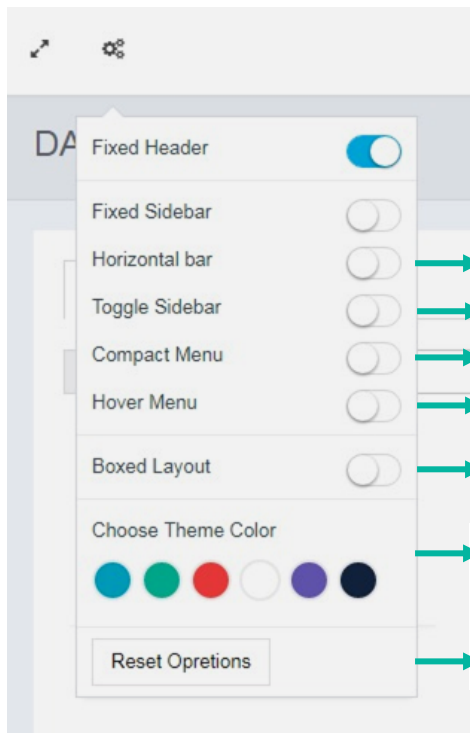 DA
Fixed Header
Fixed Sidebar
Horizontal bar
Toggle Sidebar
Compact Menu
Hover Menu
Boxed Layout
Choose Theme Color
Reset Opretions